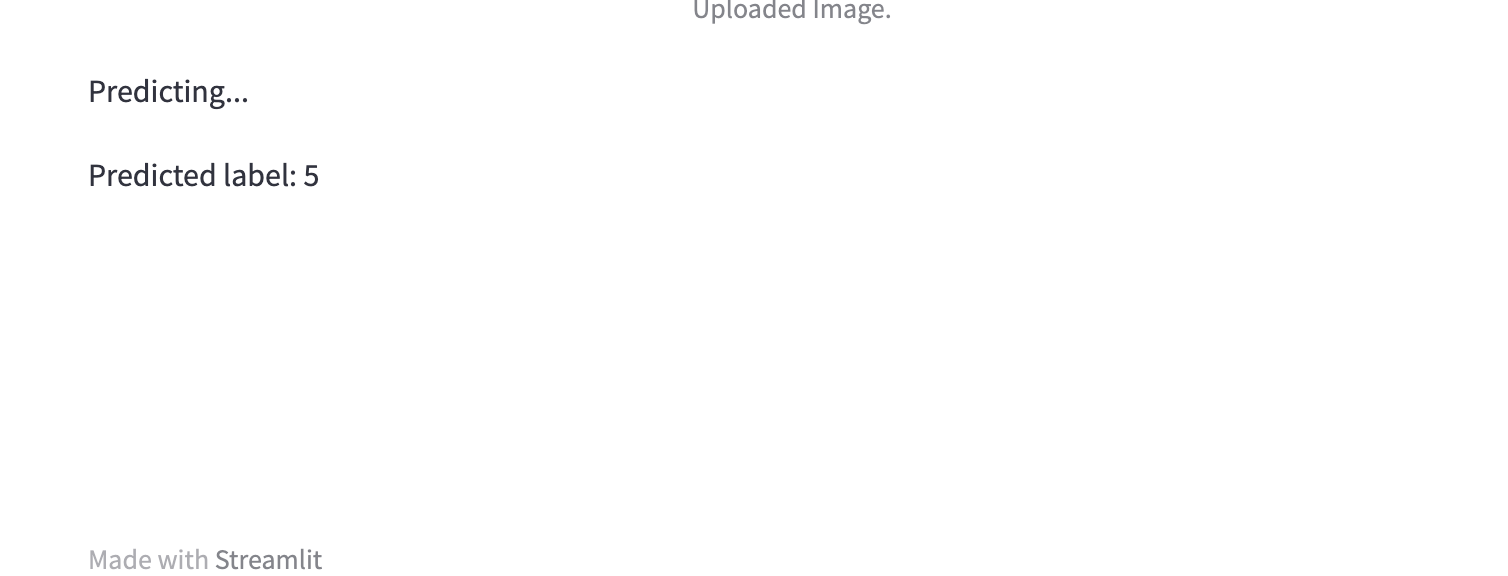 Uploaded Image.
Predicting...
Predicted label: 5
Made with Streamlit